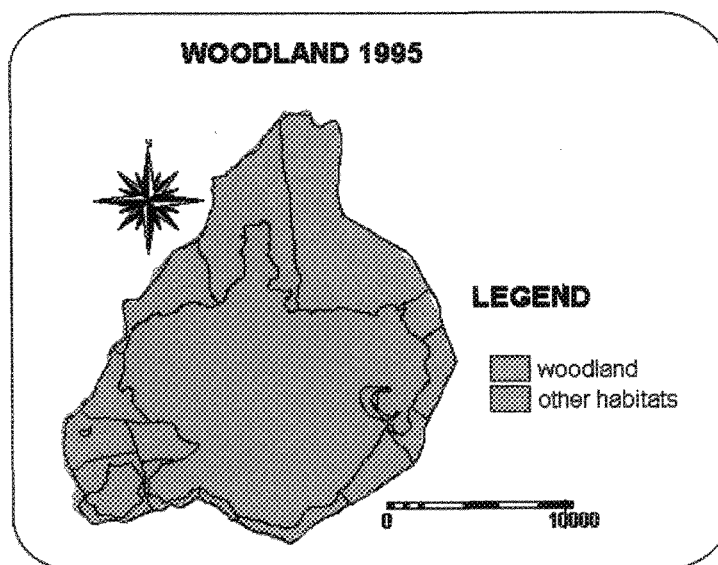 WOODLAND 1995
N
LEGEND
woodland
other habitats
0 10000